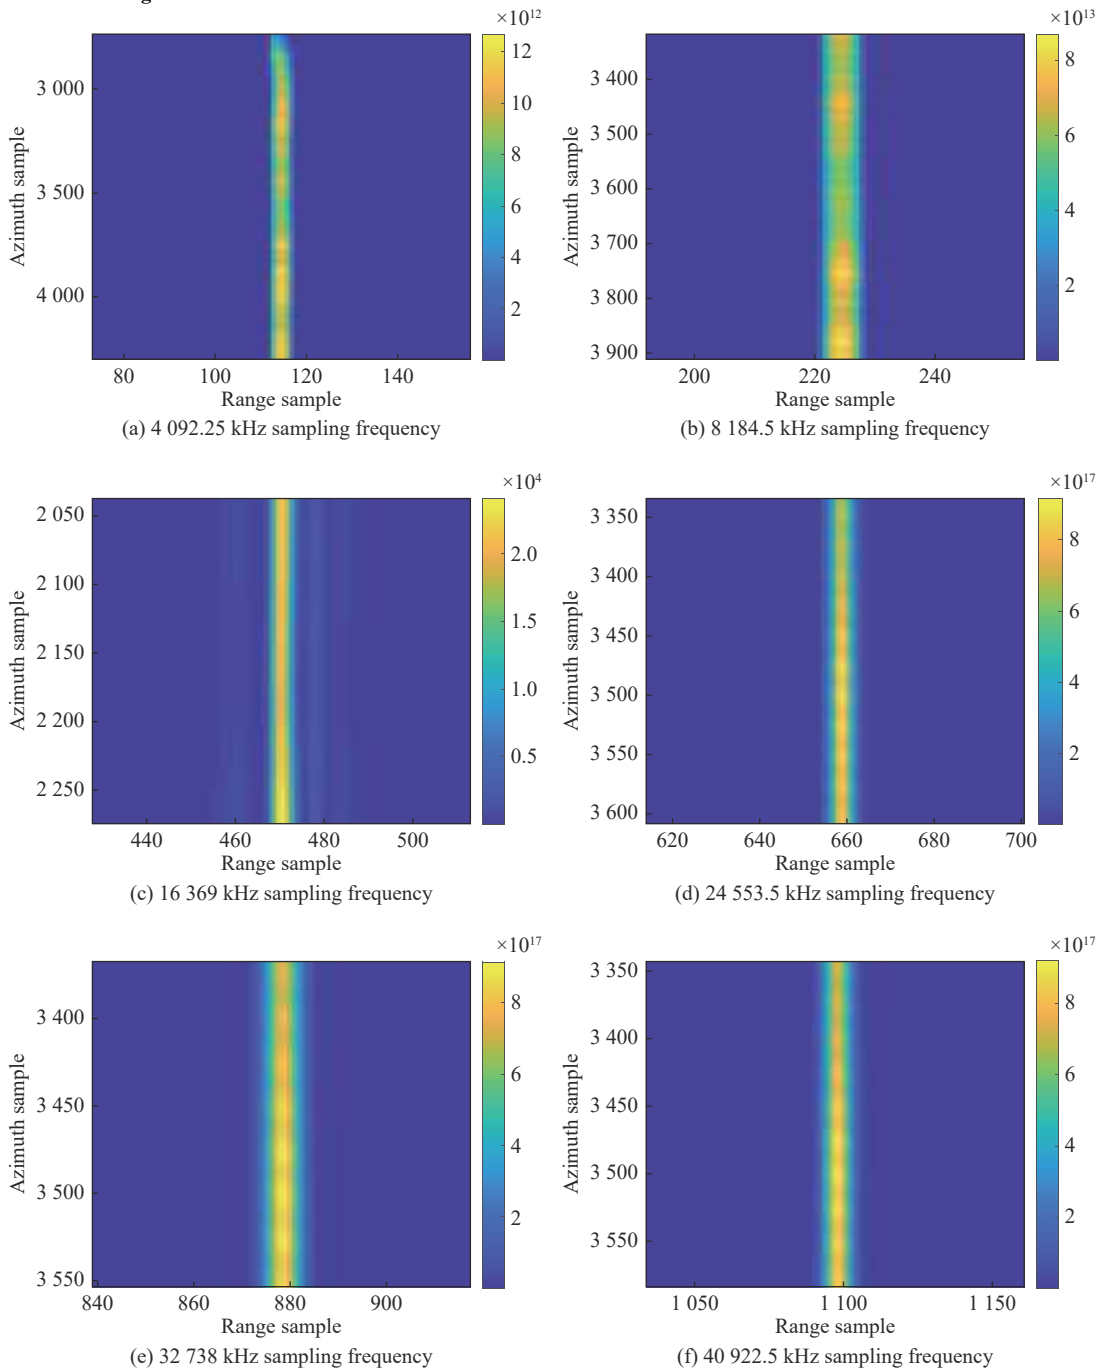 ×10¹²
Azimuth sample
3 000
3 500
4 000
80 100 120 140
Range sample
12
10
8
6
4
2
(a) 4 092.25 kHz sampling frequency
×10¹³
Azimuth sample
3 400
3 500
3 600
3 700
3 800
3 900
200 220 240
Range sample
8
6
4
2
(b) 8 184.5 kHz sampling frequency
×10⁴
Azimuth sample
2 050
2 100
2 150
2 200
2 250
440 460 480 500
Range sample
2.0
1.5
1.0
0.5
(c) 16 369 kHz sampling frequency
×10¹⁷
Azimuth sample
3 350
3 400
3 450
3 500
3 550
3 600
620 640 660 680 700
Range sample
8
6
4
2
(d) 24 553.5 kHz sampling frequency
×10¹⁷
Azimuth sample
3 400
3 450
3 500
3 550
840 860 880 900
Range sample
8
6
4
2
(e) 32 738 kHz sampling frequency
×10¹⁷
Azimuth sample
3 350
3 400
3 450
3 500
3 550
1 050 1 100 1 150
Range sample
8
6
4
2
(f) 40 922.5 kHz sampling frequency